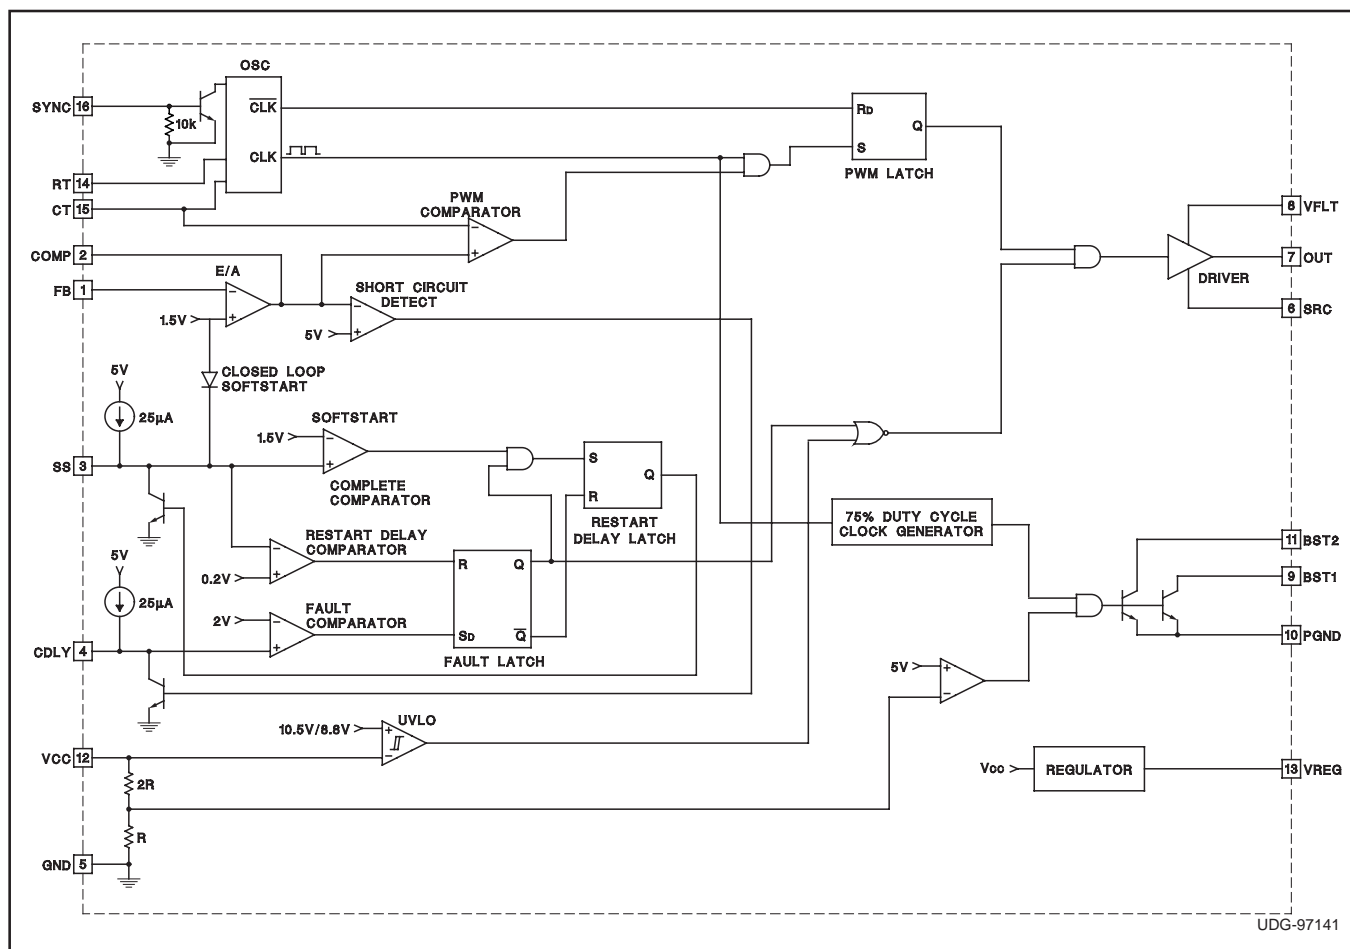 OSC
SYNC 16
10k
CLK
CLK
RT 14
CT 15
RD
S
Q
PWM LATCH
PWM
COMPARATOR
-
+
COMP 2
FB 1
E/A
-
+
1.5V
SHORT CIRCUIT
DETECT
-
+
5V
8 VFLT
7 OUT
DRIVER
6 SRC
5V
25µA
CLOSED LOOP
SOFTSTART
SS 3
SOFTSTART
1.5V
-
+
COMPLETE
COMPARATOR
S
R
Q
RESTART
DELAY LATCH
75% DUTY CYCLE
CLOCK GENERATOR
RESTART DELAY
COMPARATOR
-
+
0.2V
5V
25µA
CDLY 4
FAULT
COMPARATOR
2V
-
+
R
Q
SD
Q
FAULT LATCH
11 BST2
9 BST1
10 PGND
5V
+
-
10.5V/8.8V
UVLO
+
-
VCC 12
2R
R
GND 5
Vcc
REGULATOR
13 VREG
UDG-97141